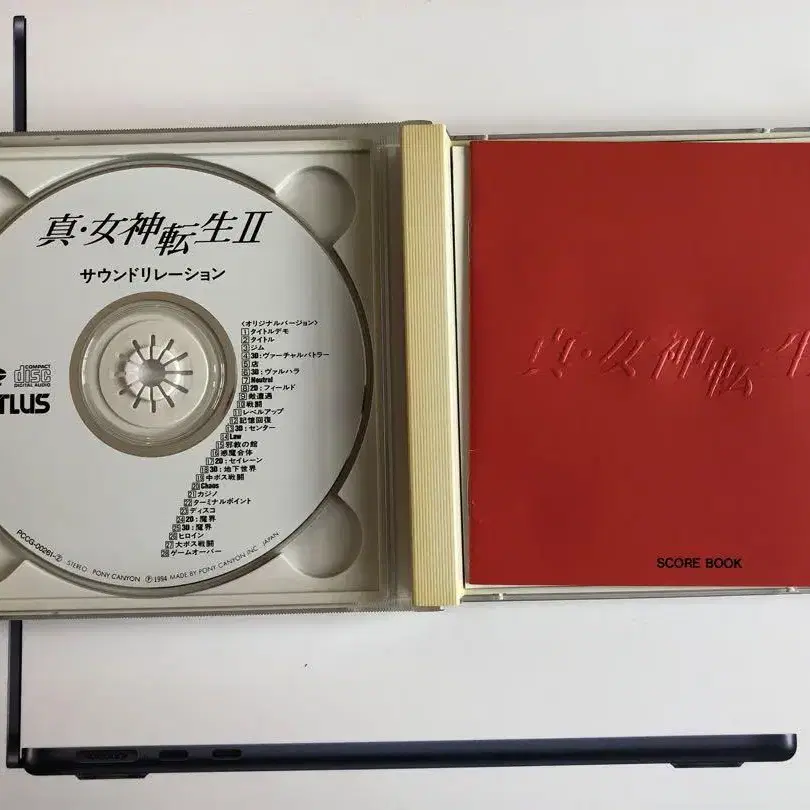 真・女神転生II
サウンドリレーション
<オリジナルバージョン>
1 タイトルデモ
2 タイトル
3 ジム
4 3D:ヴァーチャルバトラー
5 店
6 3D:ヴァルハラ
7 Neutral
8 2D:フィールド
9 敵遭遇
10 戦闘
11 レベルアップ
12 記憶回復
13 3D:センター
14 Law
15 邪教の館
16 悪魔合体
17 2D:セイレーン
18 3D:地下世界
19 中ボス戦闘
20 Chaos
21 カジノ
22 ターミナルポイント
23 ディスコ
24 2D:魔界
25 3D:魔界
26 ヒロイン
27 大ボス戦闘
28 ゲームオーバー
COMPACT
disc
DIGITAL AUDIO
TLUS
PCCG-00261-② STEREO PONY CANYON Ⓟ 1994 MADE BY PONY CANYON INC. JAPAN
真・女神転生
SCORE BOOK